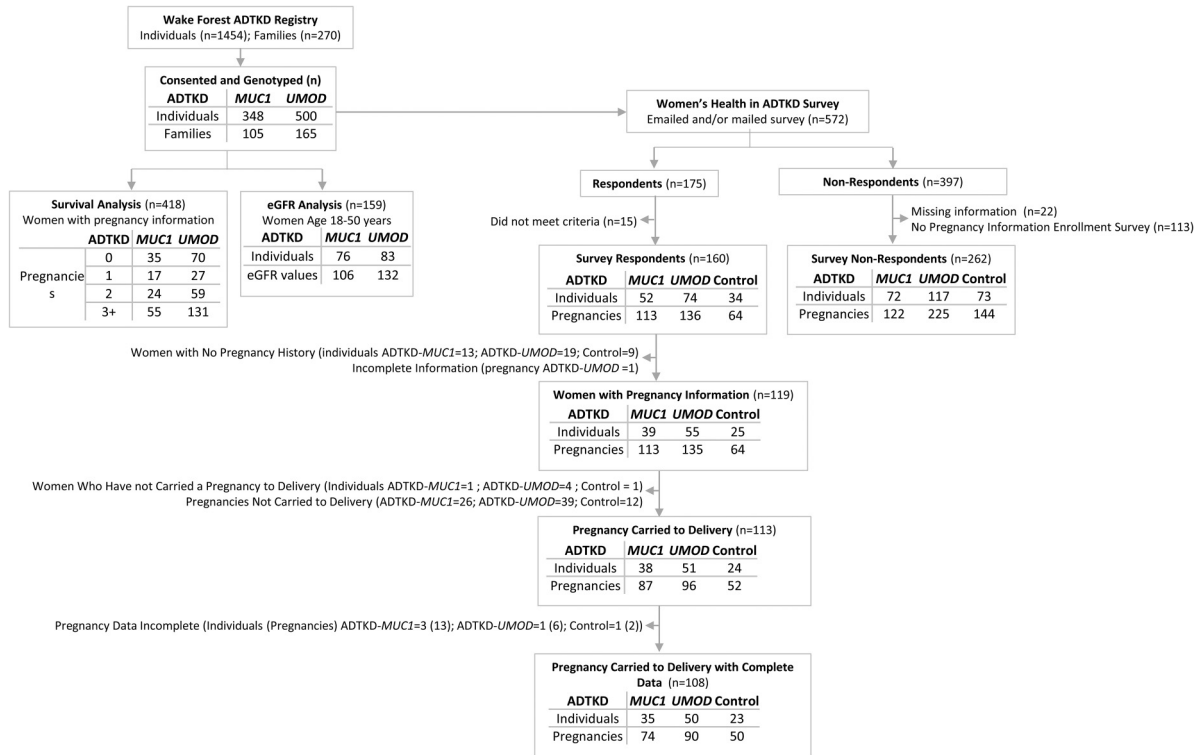 Wake Forest ADTKD Registry
Individuals (n=1454); Families (n=270)
Consented and Genotyped (n)
ADTKD MUC1 UMOD
Individuals 348 500
Families 105 165
Women’s Health in ADTKD Survey
Emailed and/or mailed survey (n=572)
Survival Analysis (n=418)
Women with pregnancy information
ADTKD MUC1 UMOD
Pregnancie
s
0 35 70
1 17 27
2 24 59
3+ 55 131
eGFR Analysis (n=159)
Women Age 18-50 years
ADTKD MUC1 UMOD
Individuals 76 83
eGFR values 106 132
Respondents (n=175)
Non-Respondents (n=397)
Did not meet criteria (n=15)
Missing information (n=22)
No Pregnancy Information Enrollment Survey (n=113)
Survey Respondents (n=160)
ADTKD MUC1 UMOD Control
Individuals 52 74 34
Pregnancies 113 136 64
Survey Non-Respondents (n=262)
ADTKD MUC1 UMOD Control
Individuals 72 117 73
Pregnancies 122 225 144
Women with No Pregnancy History (individuals ADTKD-MUC1=13; ADTKD-UMOD=19; Control=9)
Incomplete Information (pregnancy ADTKD-UMOD =1)
Women with Pregnancy Information (n=119)
ADTKD MUC1 UMOD Control
Individuals 39 55 25
Pregnancies 113 135 64
Women Who Have not Carried a Pregnancy to Delivery (Individuals ADTKD-MUC1=1 ; ADTKD-UMOD=4 ; Control = 1)
Pregnancies Not Carried to Delivery (ADTKD-MUC1=26; ADTKD-UMOD=39; Control=12)
Pregnancy Carried to Delivery (n=113)
ADTKD MUC1 UMOD Control
Individuals 38 51 24
Pregnancies 87 96 52
Pregnancy Data Incomplete (Individuals (Pregnancies) ADTKD-MUC1=3 (13); ADTKD-UMOD=1 (6); Control=1 (2))
Pregnancy Carried to Delivery with Complete
Data (n=108)
ADTKD MUC1 UMOD Control
Individuals 35 50 23
Pregnancies 74 90 50